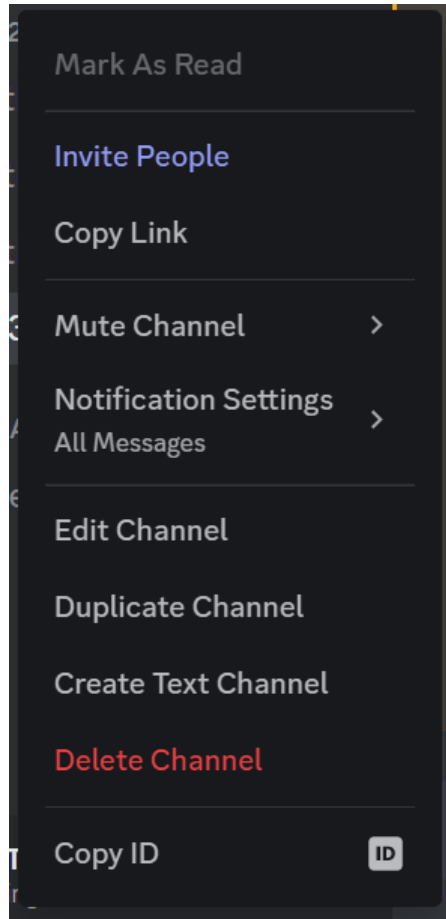 Mark As Read
Invite People
Copy Link
Mute Channel
Notification Settings
All Messages
Edit Channel
Duplicate Channel
Create Text Channel
Delete Channel
Copy ID ID